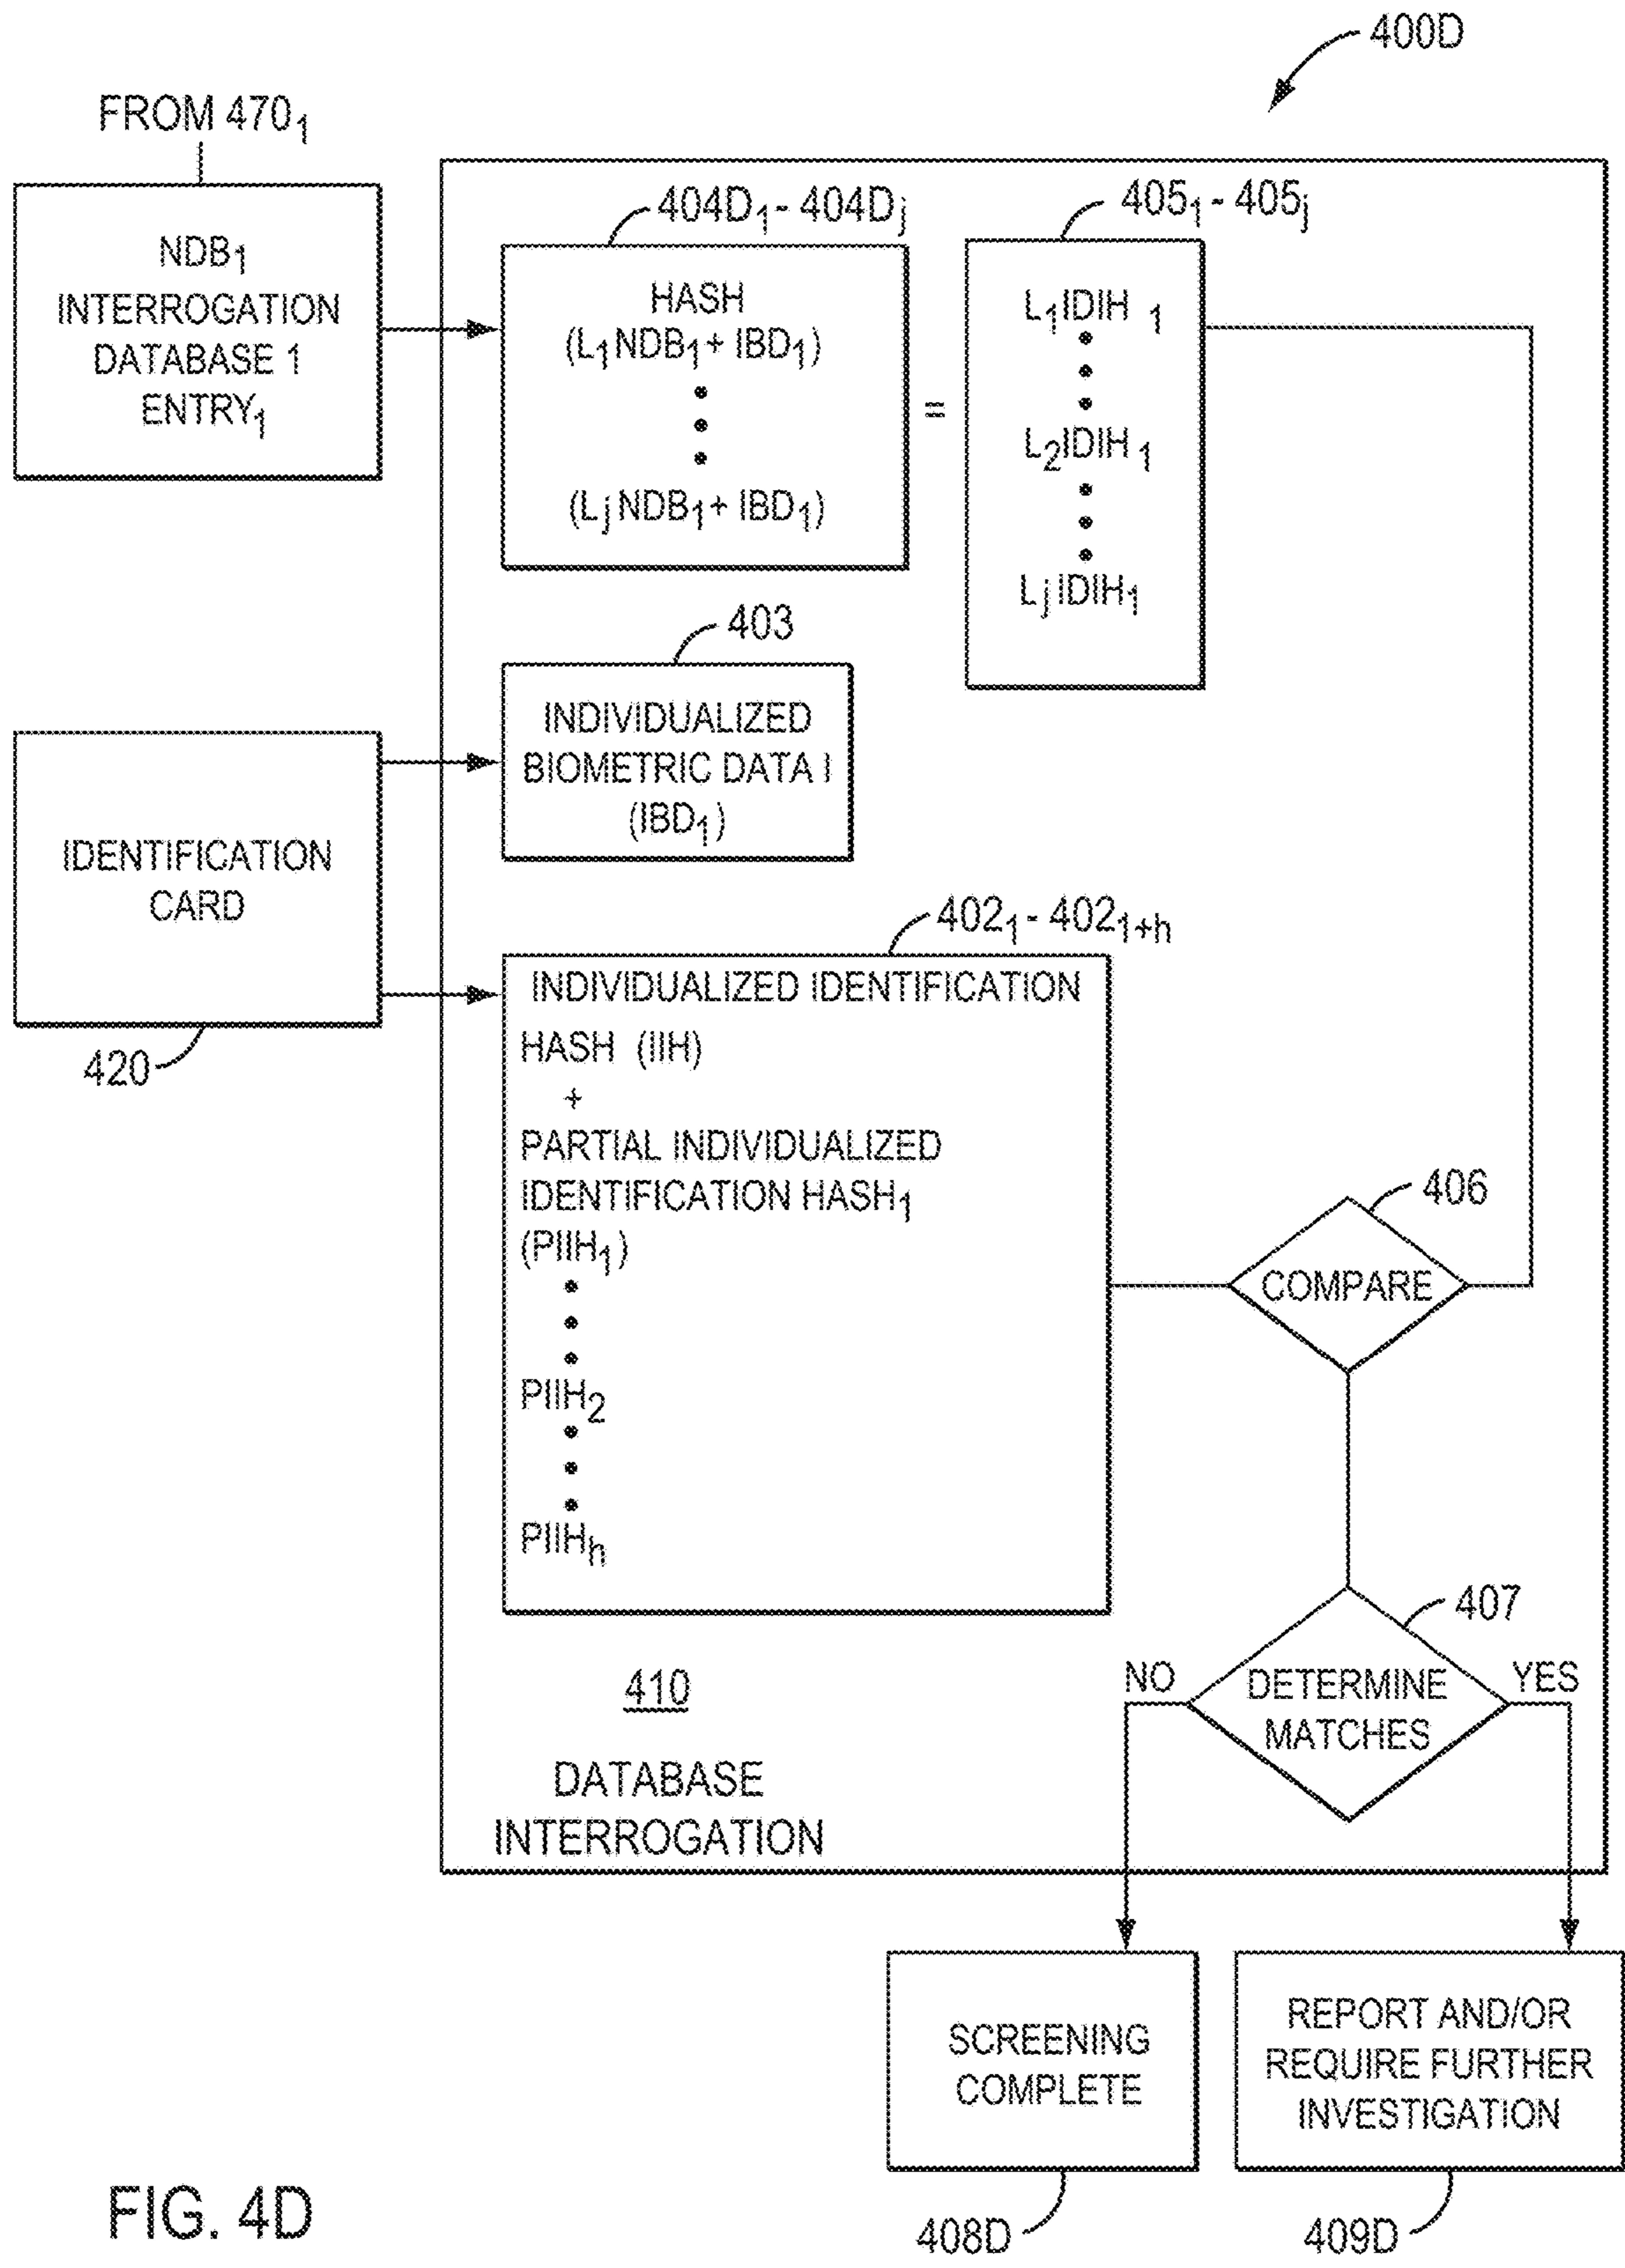 400D
FROM 470₁
NDB₁
INTERROGATION
DATABASE 1
ENTRY₁
404D₁ - 404Dⱼ
HASH
(L₁NDB₁ + IBD₁)
(LⱼNDB₁ + IBD₁)
=
405₁ - 405ⱼ
L₁IDIH ₁
L₂IDIH ₁
LⱼIDIH₁
403
INDIVIDUALIZED
BIOMETRIC DATA I
(IBD₁)
IDENTIFICATION
CARD
420
402₁ - 402₁₊ₕ
INDIVIDUALIZED IDENTIFICATION
HASH (IIH)
+
PARTIAL INDIVIDUALIZED
IDENTIFICATION HASH₁
(PIIH₁)
PIIH₂
PIIHₕ
406
COMPARE
407
NO
DETERMINE
MATCHES
YES
410
DATABASE
INTERROGATION
SCREENING
COMPLETE
408D
REPORT AND/OR
REQUIRE FURTHER
INVESTIGATION
409D
FIG. 4D